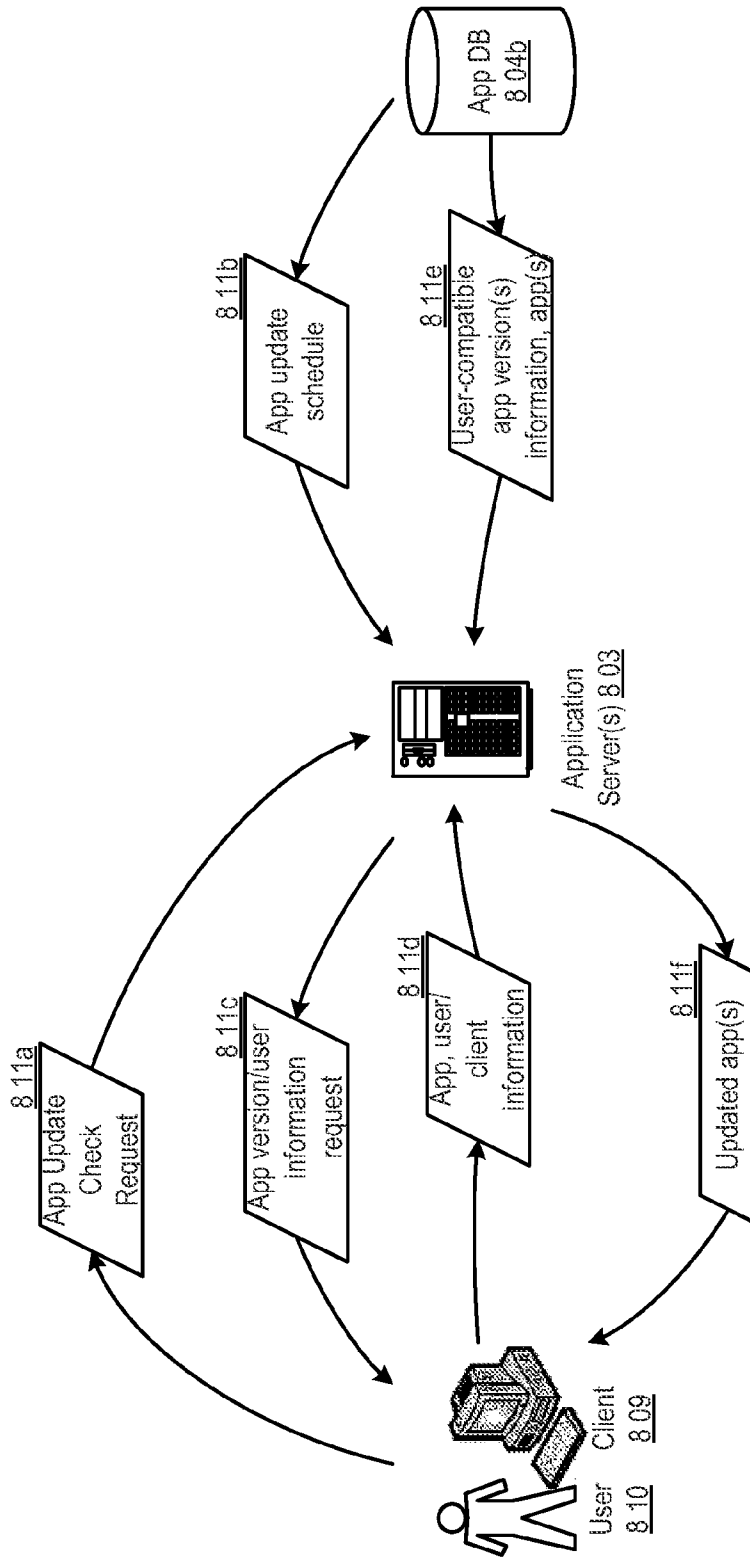 8 11a
App Update
Check
Request
8 11c
App version/user
information
request
8 11d
App, user/
client
information
8 11f
Updated app(s)
User
8 10
Client
8 09
Application
Server(s) 8 03
8 11b
App update
schedule
8 11e
User-compatible
app version(s)
information, app(s)
App DB
8 04b